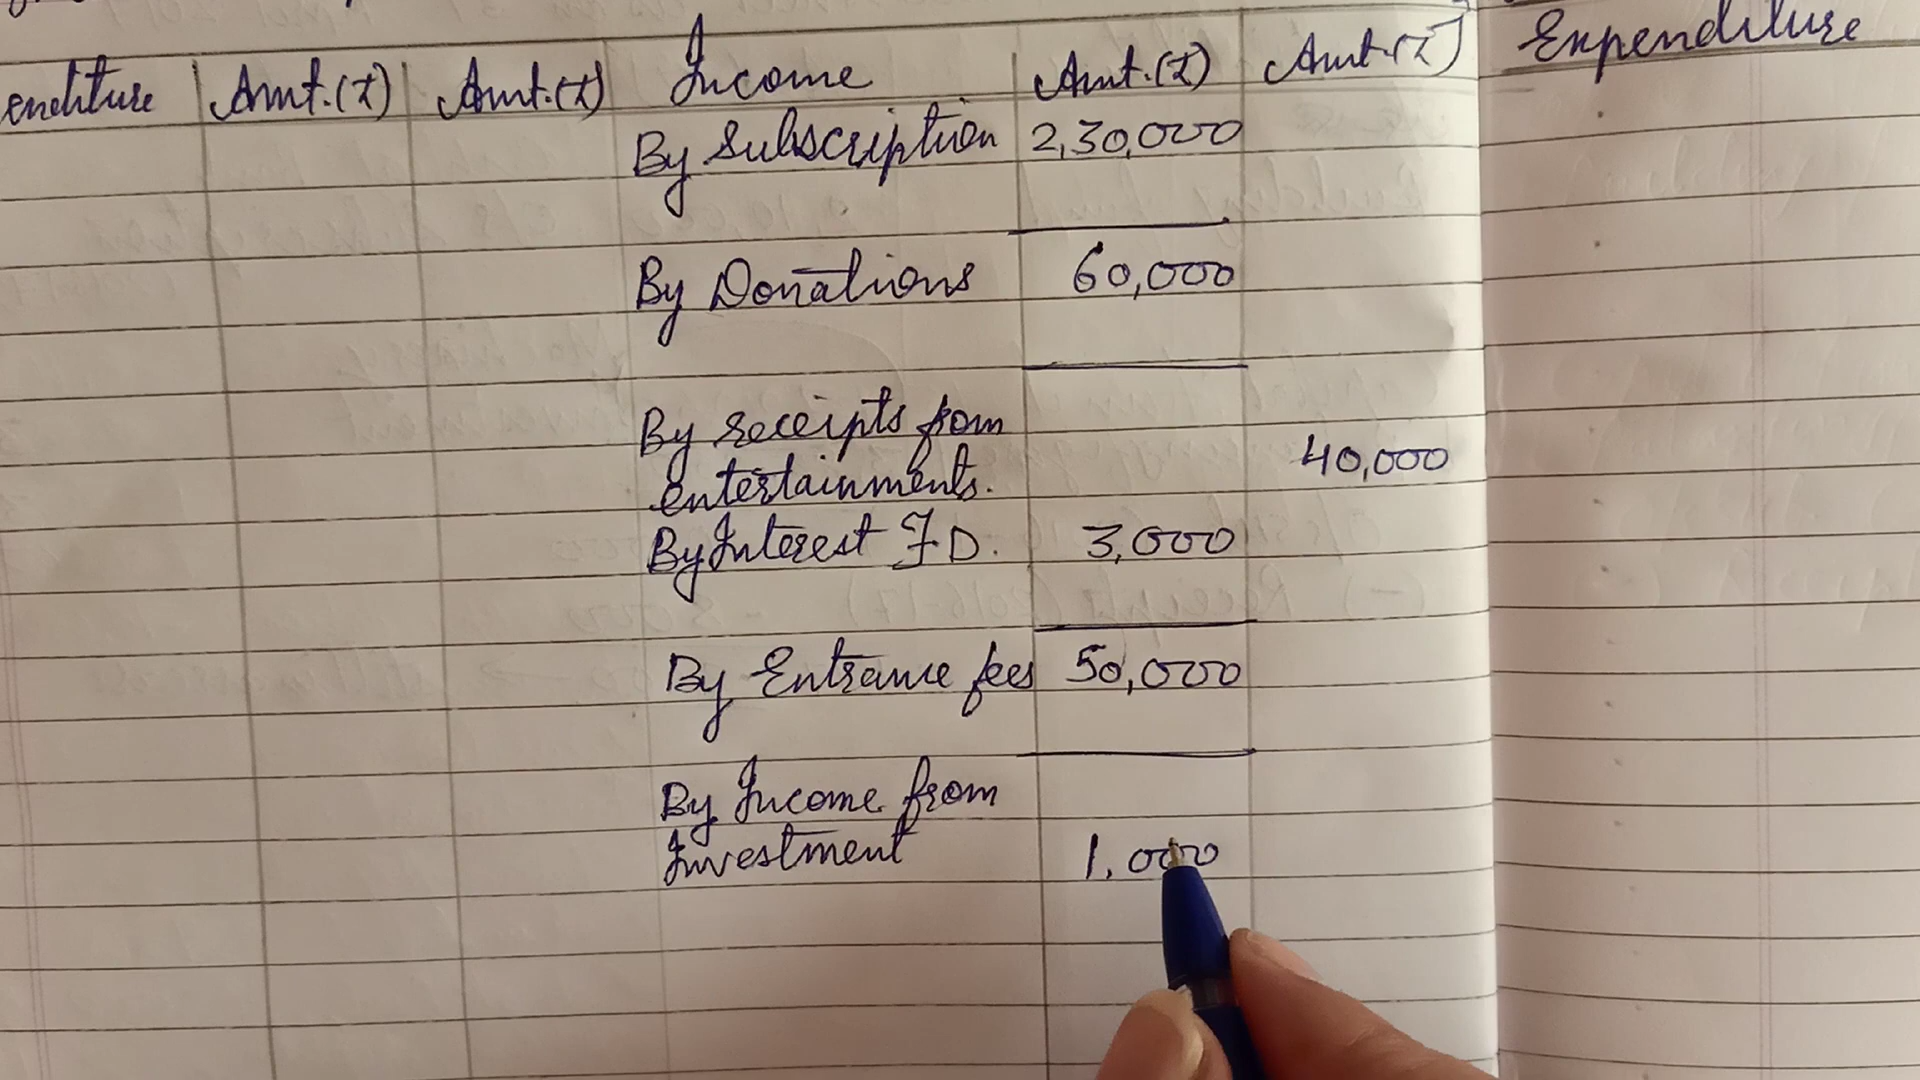 enditure Amt.(₹) Amt.(₹) Income Amt.(₹) Amt.(₹) Expenditure
By Subscription 2,30,000
By Donations 60,000
By receipts from
entertainments. 40,000
By Interest F.D. 3,000
By Entrance fees 50,000
By Income from
Investment 1,000